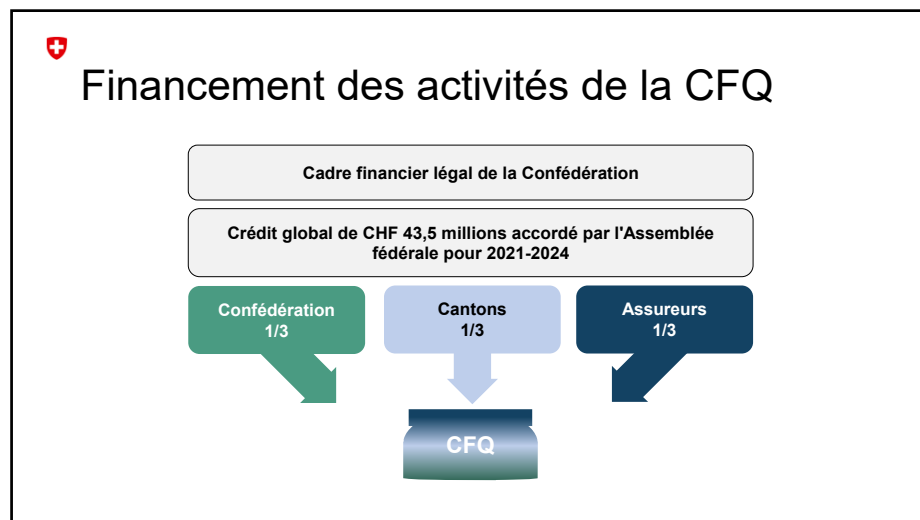 Financement des activités de la CFQ
Cadre financier légal de la Confédération
Crédit global de CHF 43,5 millions accordé par l'Assemblée
fédérale pour 2021-2024
Confédération
1/3
Cantons
1/3
Assureurs
1/3
CFQ